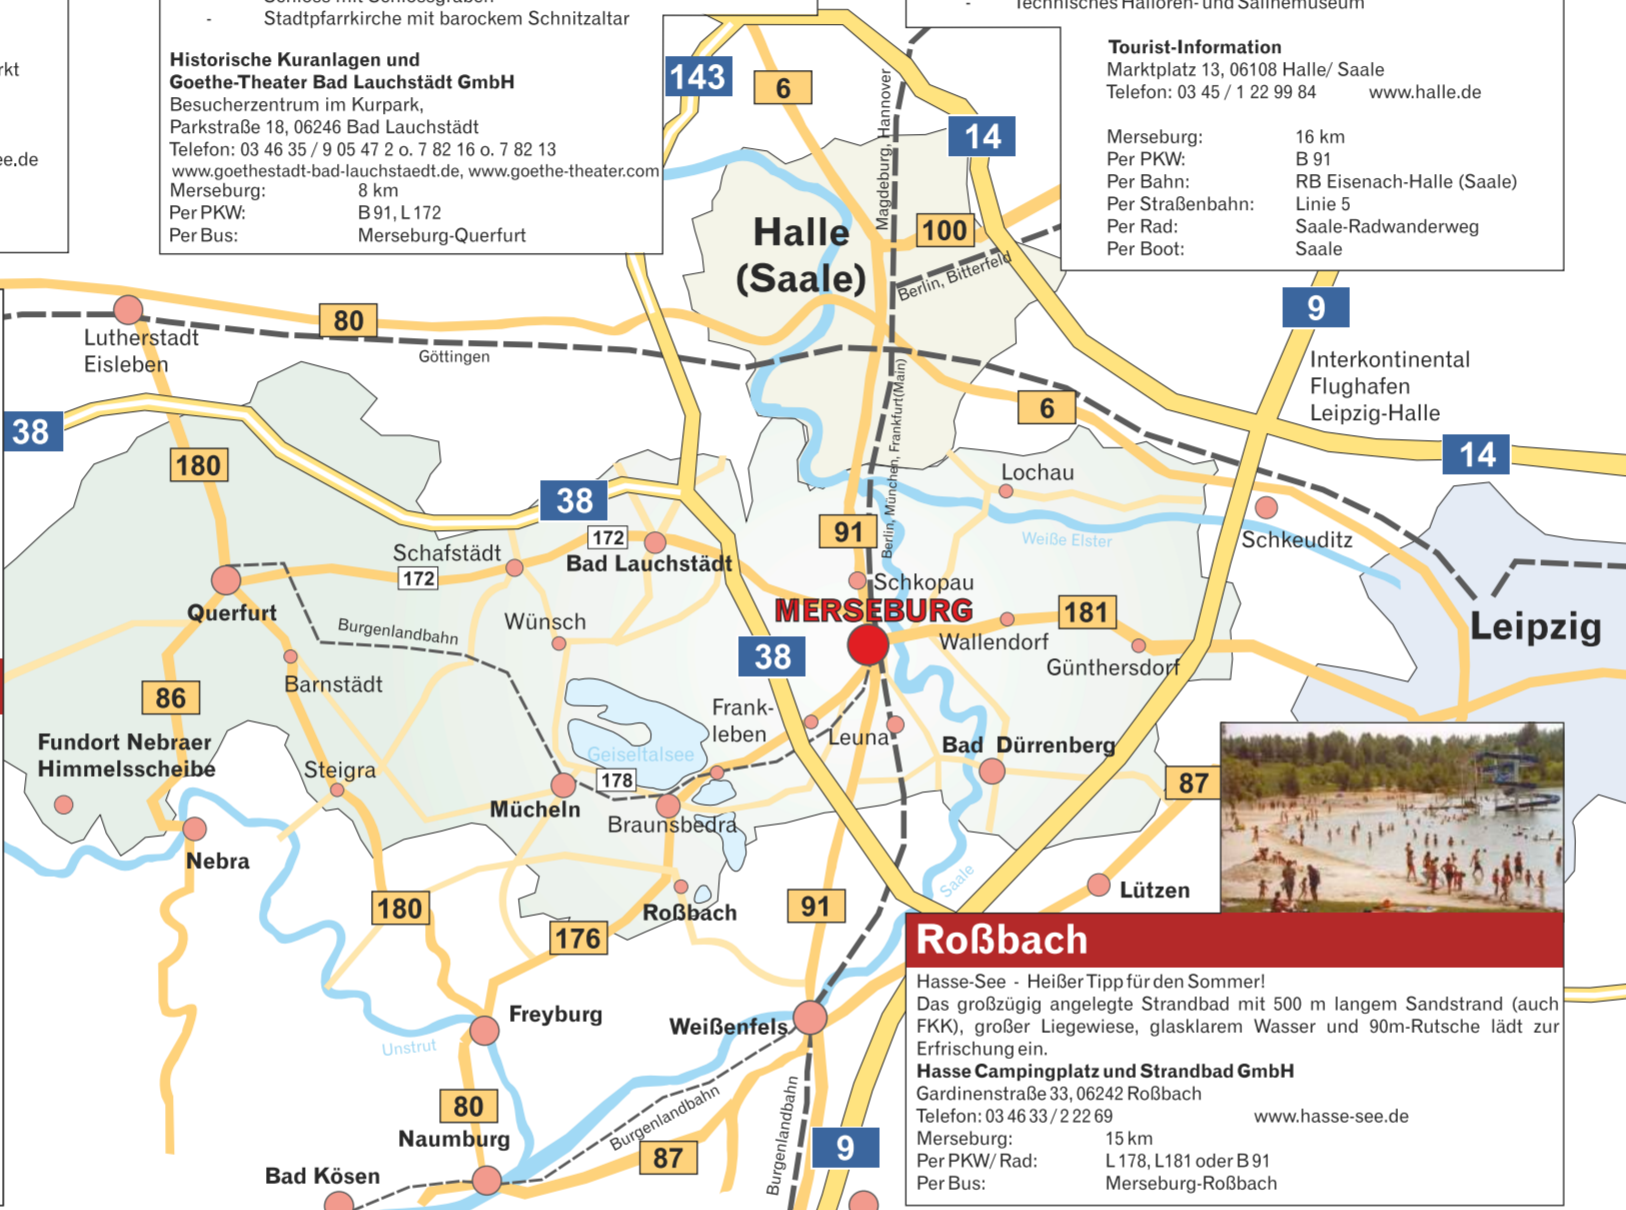 Stadtpfarrkirche mit barockem Schnitzaltar
Historische Kuranlagen und
Goethe-Theater Bad Lauchstädt GmbH
Besucherzentrum im Kurpark,
Parkstraße 18, 06246 Bad Lauchstädt
Telefon: 03 46 35 / 9 05 47 2 o. 7 82 16 o. 7 82 13
www.goethestadt-bad-lauchstaedt.de, www.goethe-theater.com
Merseburg: 8 km
Per PKW: B 91, L 172
Per Bus: Merseburg-Querfurt
Technisches Halloren- und Salinemuseum
Tourist-Information
Marktplatz 13, 06108 Halle/ Saale
Telefon: 03 45 / 1 22 99 84 www.halle.de
Merseburg: 16 km
Per PKW: B 91
Per Bahn: RB Eisenach-Halle (Saale)
Per Straßenbahn: Linie 5
Per Rad: Saale-Radwanderweg
Per Boot: Saale
rkt
ee.de
143
6
14
Magdeburg, Hannover
Halle
(Saale)
100
Berlin, Bitterfeld
9
Lutherstadt
Eisleben
80
Göttingen
Interkontinental
Flughafen
Leipzig-Halle
Berlin, München, Frankfurt(Main)
6
38
180
14
38
Lochau
91
172
Weiße Elster
Schkeuditz
Schafstädt
172
Bad Lauchstädt
Schkopau
Querfurt
MERSEBURG
181
Wünsch
Burgenlandbahn
Wallendorf
Leipzig
38
Günthersdorf
Barnstädt
86
Frank-
leben
Leuna
Bad Dürrenberg
Fundort Nebraer
Himmelsscheibe
Geiseltalsee
Steigra
178
87
Mücheln
Braunsbedra
Nebra
Saale
Lützen
180
Roßbach
91
176
Freyburg
Weißenfels
Unstrut
80
Naumburg
Burgenlandbahn
Burgenlandbahn
87
9
Bad Kösen
Roßbach
Hasse-See - Heißer Tipp für den Sommer!
Das großzügig angelegte Strandbad mit 500 m langem Sandstrand (auch
FKK), großer Liegewiese, glasklarem Wasser und 90m-Rutsche lädt zur
Erfrischung ein.
Hasse Campingplatz und Strandbad GmbH
Gardinenstraße 33, 06242 Roßbach
Telefon: 03 46 33 / 2 22 69 www.hasse-see.de
Merseburg: 15 km
Per PKW/ Rad: L 178, L181 oder B 91
Per Bus: Merseburg-Roßbach